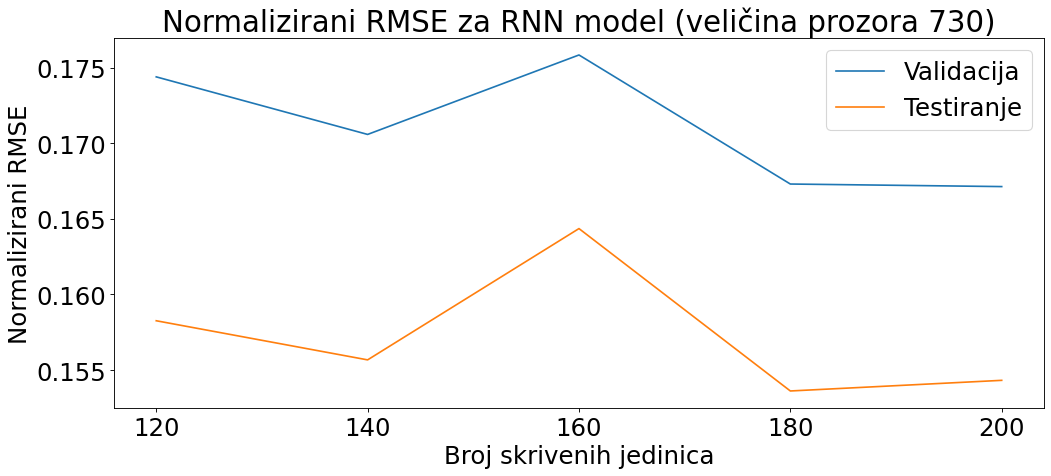 Normalizirani RMSE za RNN model (veličina prozora 730)
Validacija
Testiranje
Normalizirani RMSE
0.175
0.170
0.165
0.160
0.155
120 140 160 180 200
Broj skrivenih jedinica